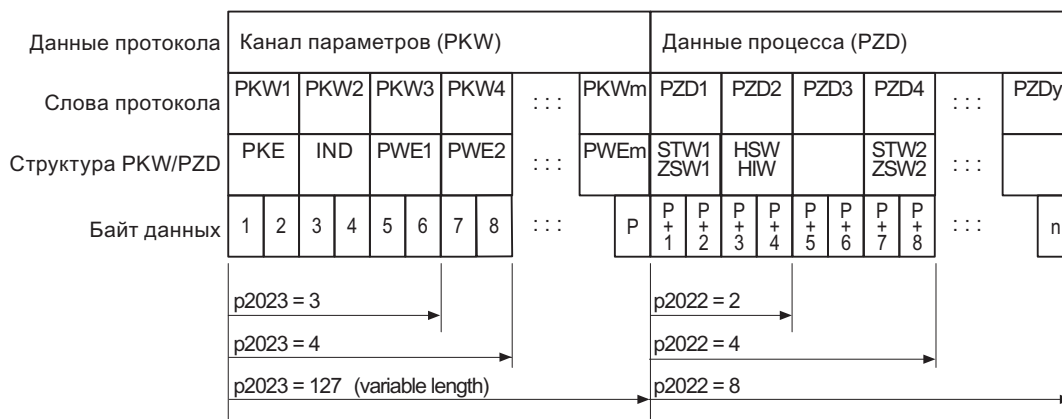 Данные протокола Канал параметров (PKW) Данные процесса (PZD)
Слова протокола PKW1 PKW2 PKW3 PKW4 : : : PKWm PZD1 PZD2 PZD3 PZD4 : : : PZDy
Структура PKW/PZD PKE IND PWE1 PWE2 : : : PWEm STW1 ZSW1 HSW HIW STW2 ZSW2 : : :
Байт данных 1 2 3 4 5 6 7 8 : : : P P+1 P+2 P+3 P+4 P+5 P+6 P+7 P+8 : : : n
p2023 = 3 p2022 = 2
p2023 = 4 p2022 = 4
p2023 = 127 (variable length) p2022 = 8